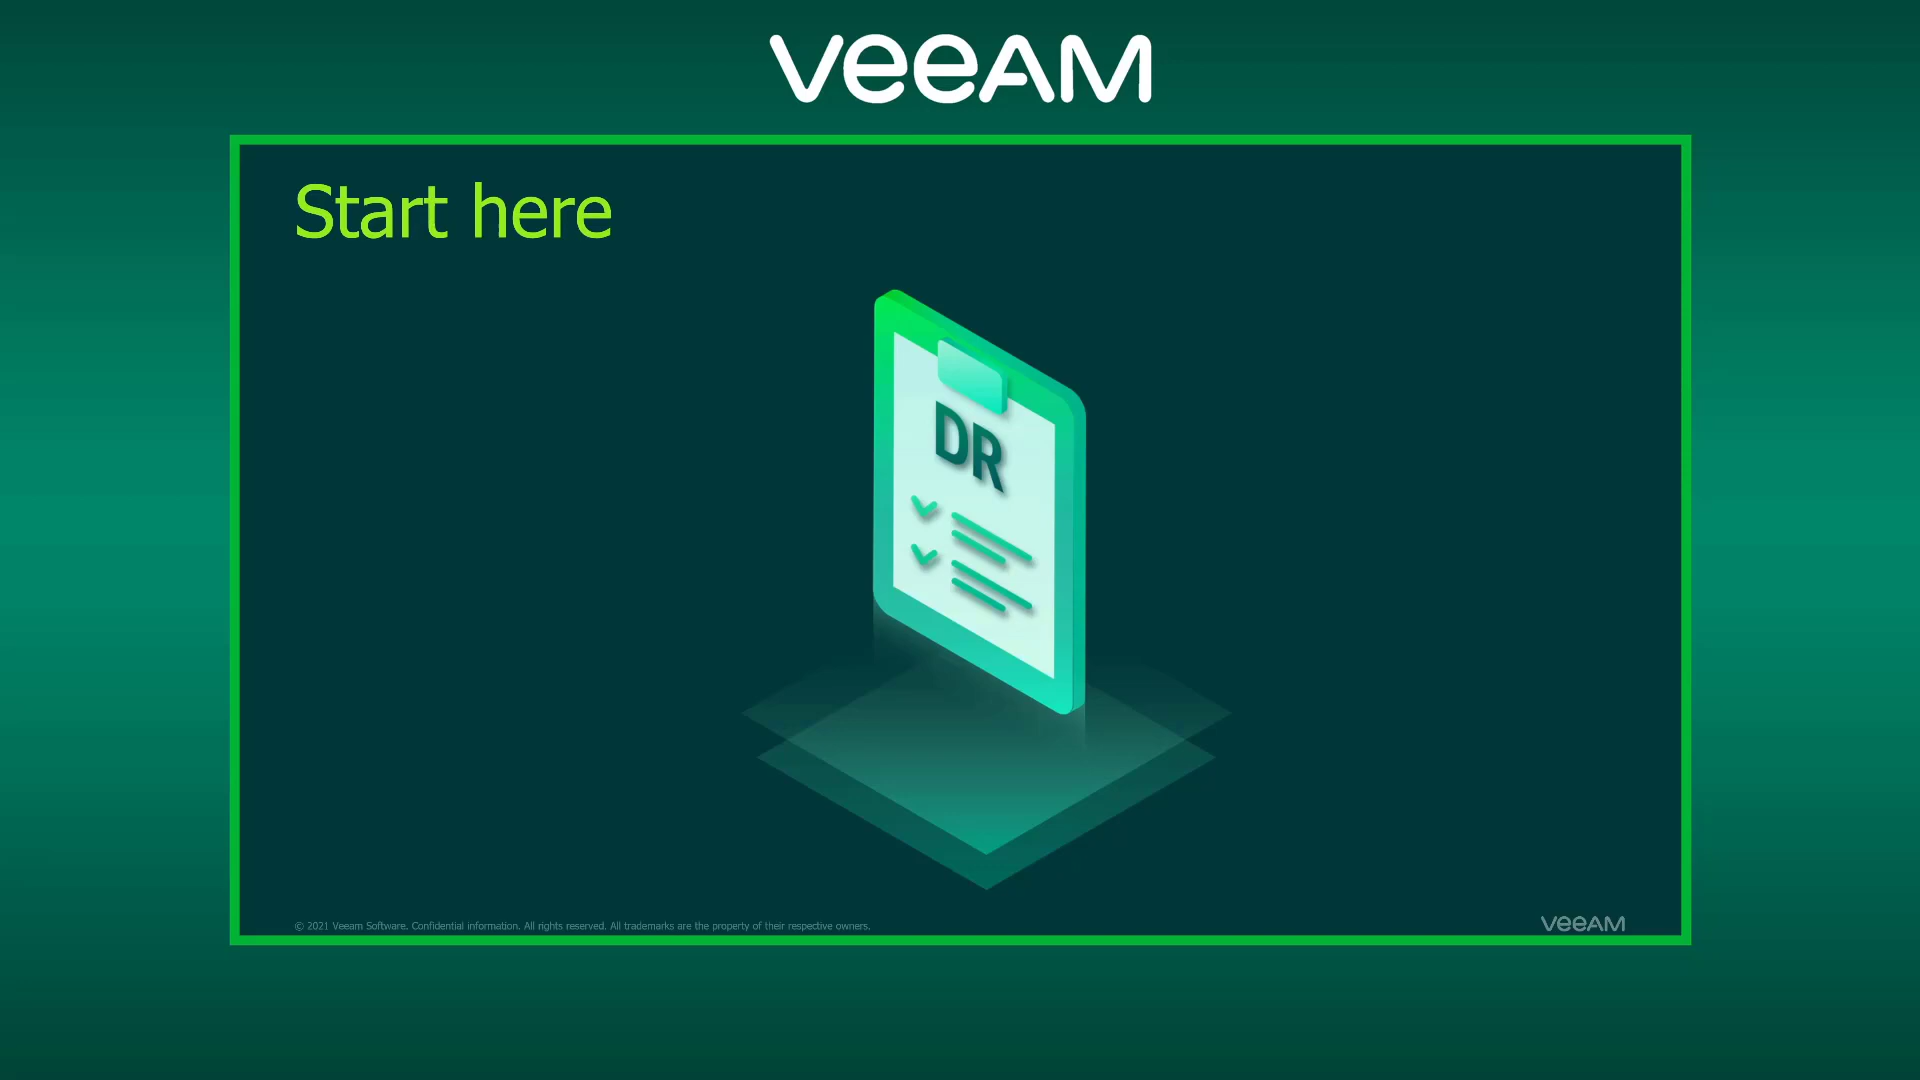 veeAM
Start here
DR
© 2021 Veeam Software. Confidential information. All rights reserved. All trademarks are the property of their respective owners.
veeAM